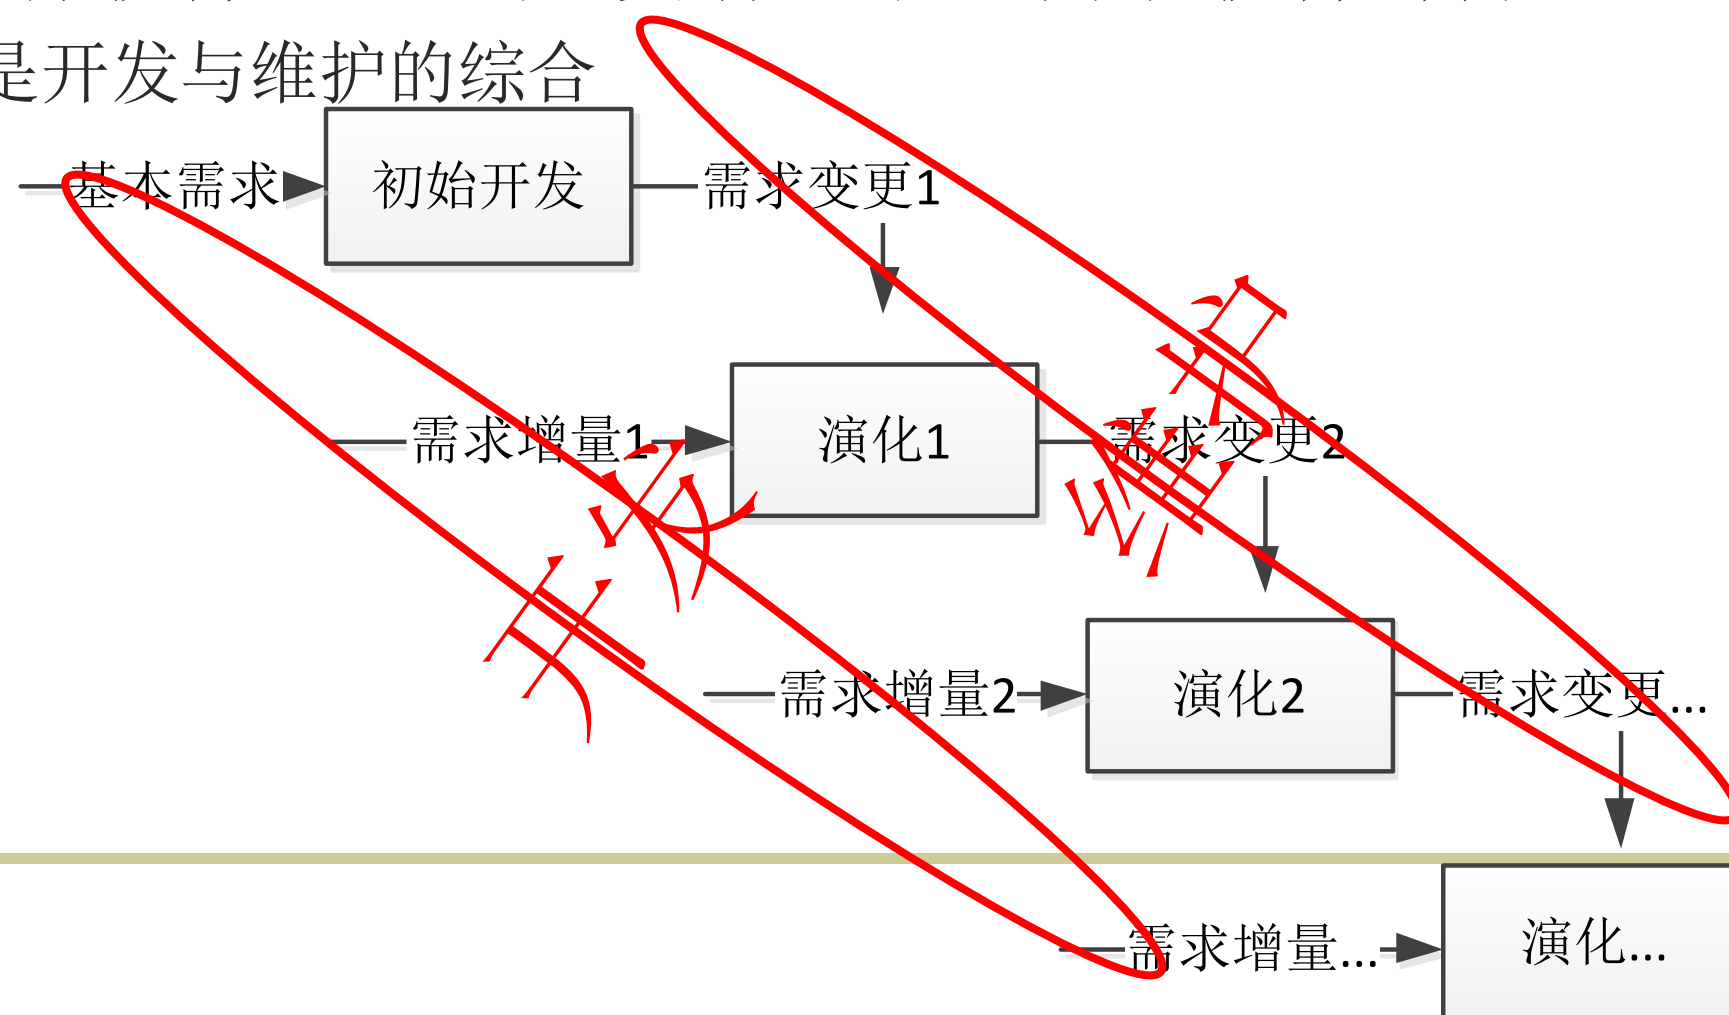 是开发与维护的综合
基本需求
初始开发
需求变更1
需求增量1
演化1
需求变更2
开发
维护
需求增量2
演化2
需求变更...
需求增量...
演化...